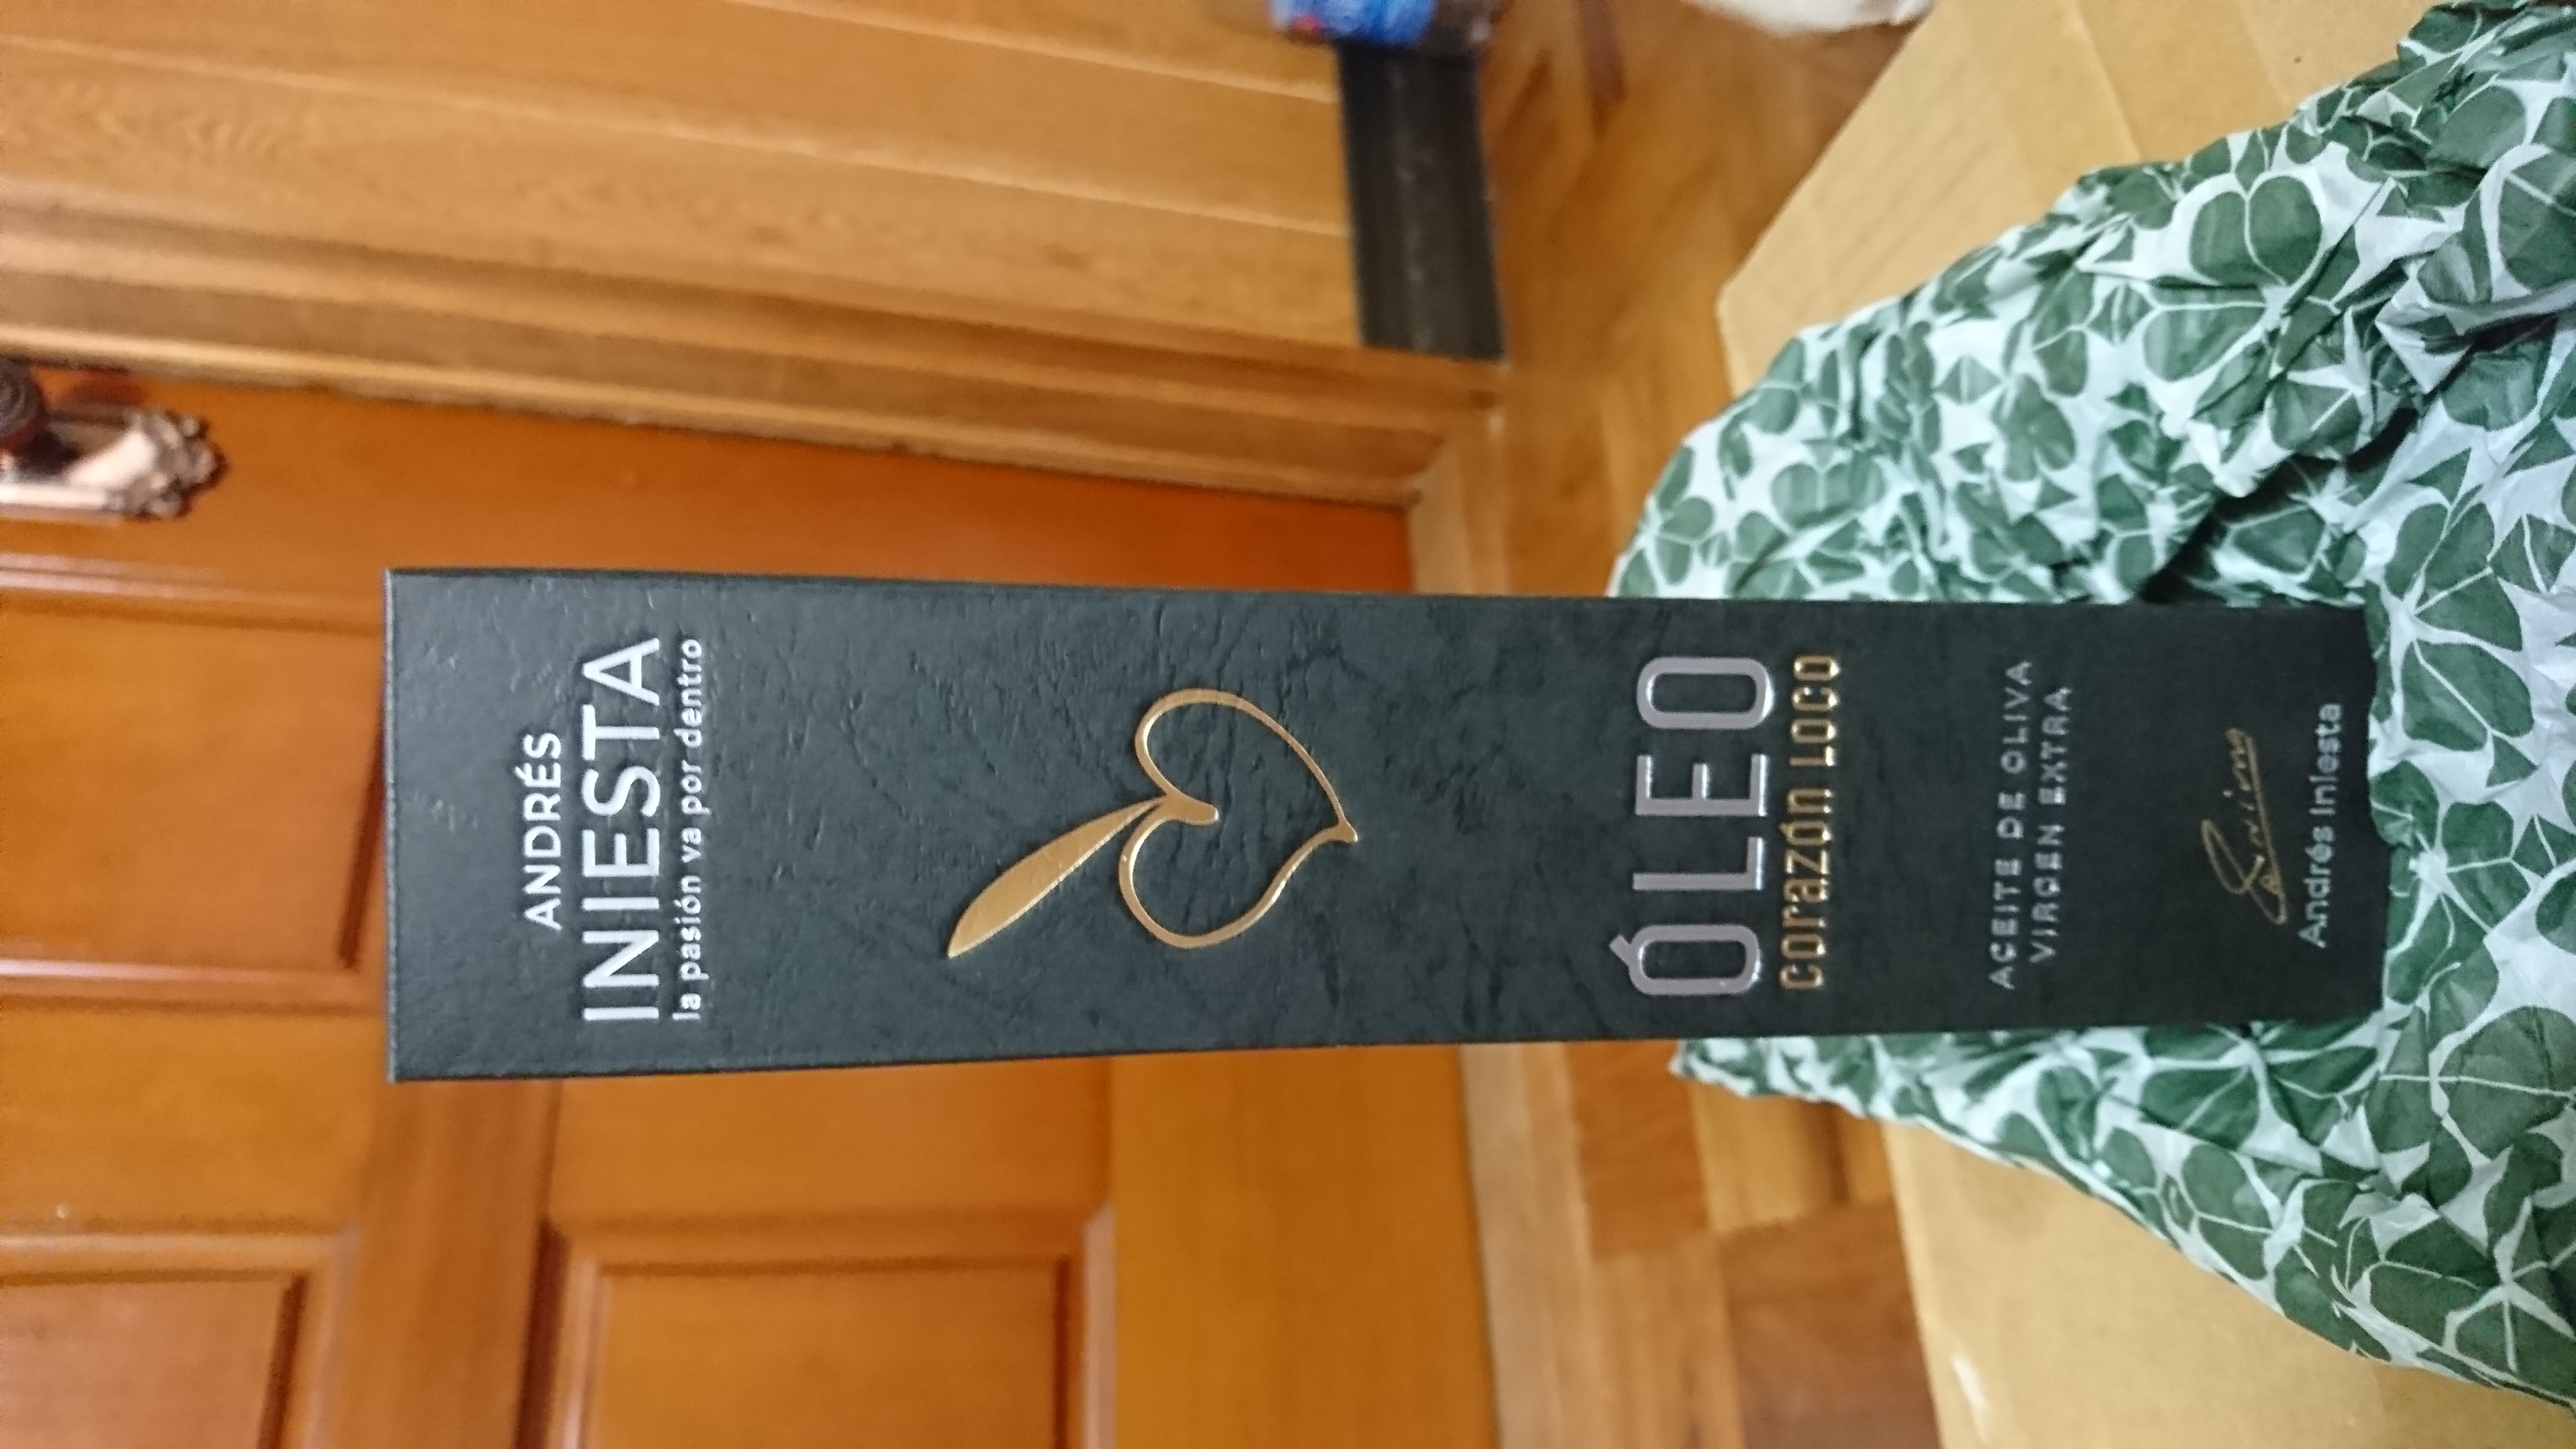 ANDRÉS
INIESTA
la pasión va por dentro
ÓLEO
corazón loco
ACEITE DE OLIVA
VIRGEN EXTRA
Andrés Iniesta